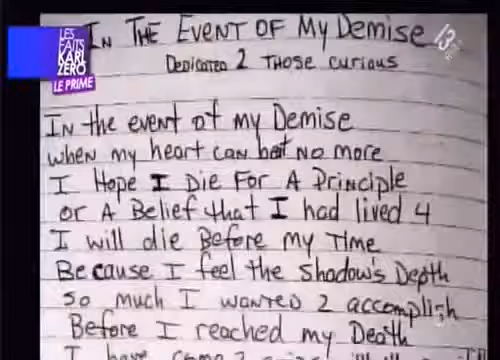 LES
FAITS
KARL
ZERO
LE PRIME
13
IN THE EVENT OF MY DEMISE
DEDICATED 2 THOSE CURIOUS
IN the event of my Demise
when my heart can beat no more
I Hope I Die For A Principle
or A Belief that I had lived 4
I will die Before my Time
Because I feel the shadow's Depth
so much I wanted 2 accomplish
Before I reached my Death
I have come 2